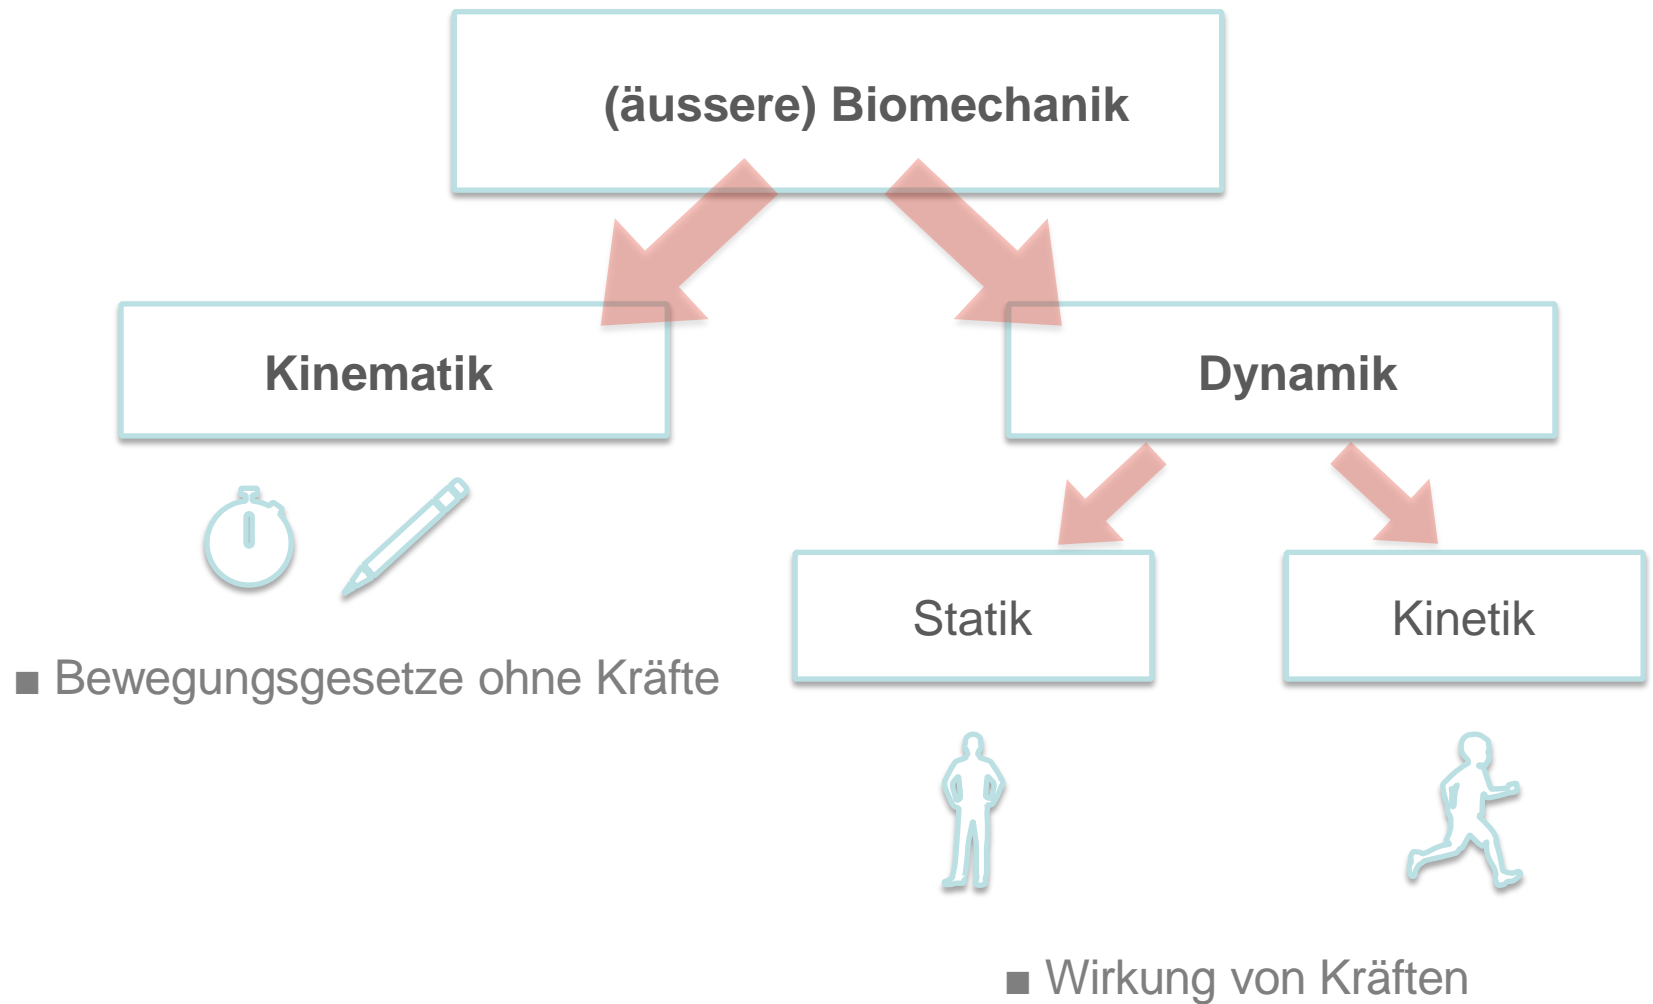 (äussere) Biomechanik
Kinematik
Dynamik
Statik
Kinetik
■ Bewegungsgesetze ohne Kräfte
■ Wirkung von Kräften